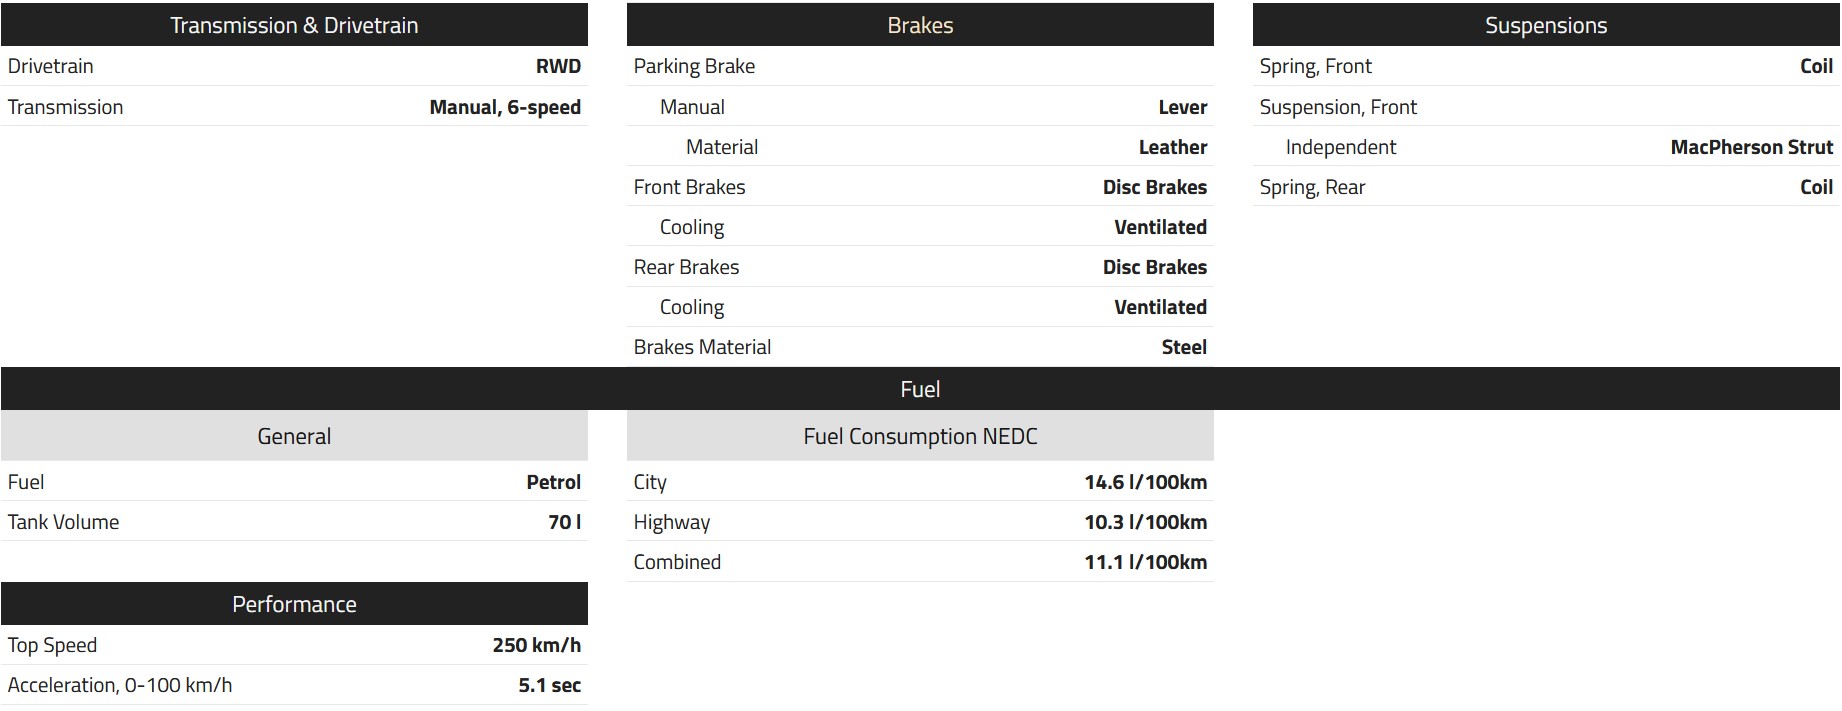 Transmission & Drivetrain
Drivetrain RWD
Transmission Manual, 6-speed
Brakes
Parking Brake
Manual Lever
Material Leather
Front Brakes Disc Brakes
Cooling Ventilated
Rear Brakes Disc Brakes
Cooling Ventilated
Brakes Material Steel
Suspensions
Spring, Front Coil
Suspension, Front
Independent MacPherson Strut
Spring, Rear Coil
Fuel
General
Fuel Petrol
Tank Volume 70 l
Fuel Consumption NEDC
City 14.6 l/100km
Highway 10.3 l/100km
Combined 11.1 l/100km
Performance
Top Speed 250 km/h
Acceleration, 0-100 km/h 5.1 sec